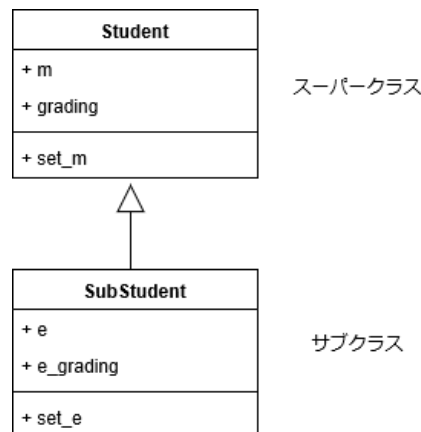 Student
+ m
+ grading
スーパークラス
+ set_m
SubStudent
+ e
+ e_grading
サブクラス
+ set_e